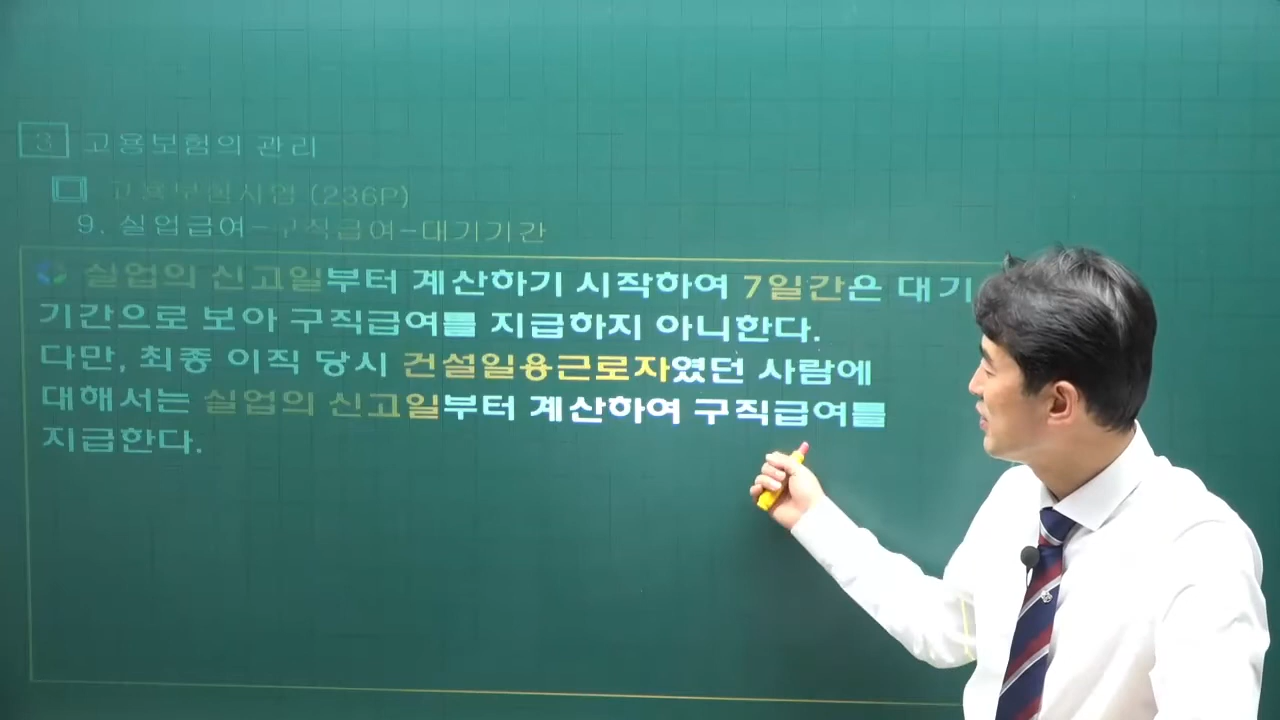 3 고용보험의 관리
고용보험사업 (236P)
9. 실업급여-구직급여-대기기간
실업의 신고일부터 계산하기 시작하여 7일간은 대기
기간으로 보아 구직급여를 지급하지 아니한다.
다만, 최종 이직 당시 건설일용근로자였던 사람에
대해서는 실업의 신고일부터 계산하여 구직급여를
지급한다.